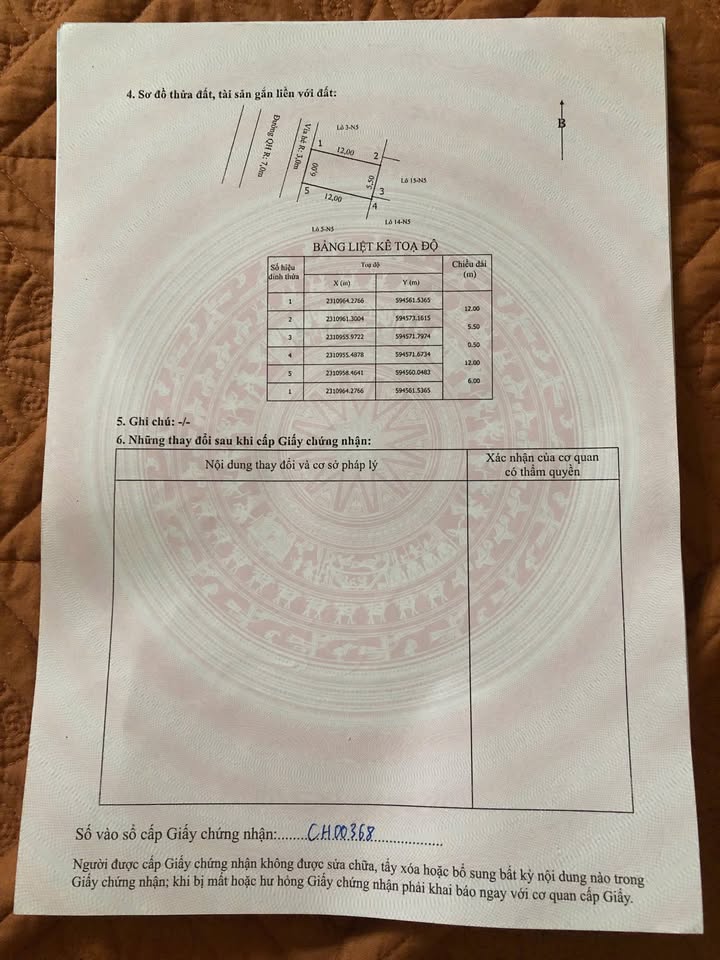 4. Sơ đồ thửa đất, tài sản gắn liền với đất:
B
Đường QH R: 7,0m
Vỉa hè R: 3,0m
Lô 3-N5
1
12,00
2
6,00
5,50
Lô 15-N5
5
12,00
3
4
Lô 14-N5
Lô 5-N5
BẢNG LIỆT KÊ TOẠ ĐỘ
Số hiệu đỉnh thửa
Toạ độ
Chiều dài (m)
X (m)
Y (m)
1 2310964.2766 594561.5365
12.00
2 2310961.3004 594573.1615
5.50
3 2310955.9722 594571.7974
0.50
4 2310955.4878 594571.6734
12.00
5 2310958.4641 594560.0483
6.00
1 2310964.2766 594561.5365
5. Ghi chú: -/-
6. Những thay đổi sau khi cấp Giấy chứng nhận:
Nội dung thay đổi và cơ sở pháp lý
Xác nhận của cơ quan
có thẩm quyền
Số vào sổ cấp Giấy chứng nhận:.......CH00368..................
Người được cấp Giấy chứng nhận không được sửa chữa, tẩy xóa hoặc bổ sung bất kỳ nội dung nào trong
Giấy chứng nhận; khi bị mất hoặc hư hỏng Giấy chứng nhận phải khai báo ngay với cơ quan cấp Giấy.